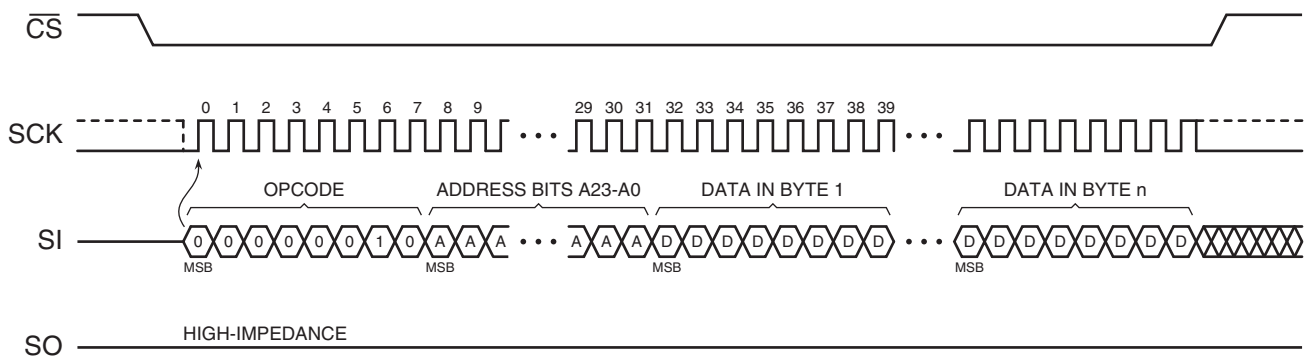 CS
0 1 2 3 4 5 6 7 8 9 29 30 31 32 33 34 35 36 37 38 39
SCK
OPCODE ADDRESS BITS A23-A0 DATA IN BYTE 1 DATA IN BYTE n
SI 0 0 0 0 0 0 1 0 A A A A A A D D D D D D D D D D D D D D D D
MSB MSB MSB MSB
HIGH-IMPEDANCE
SO